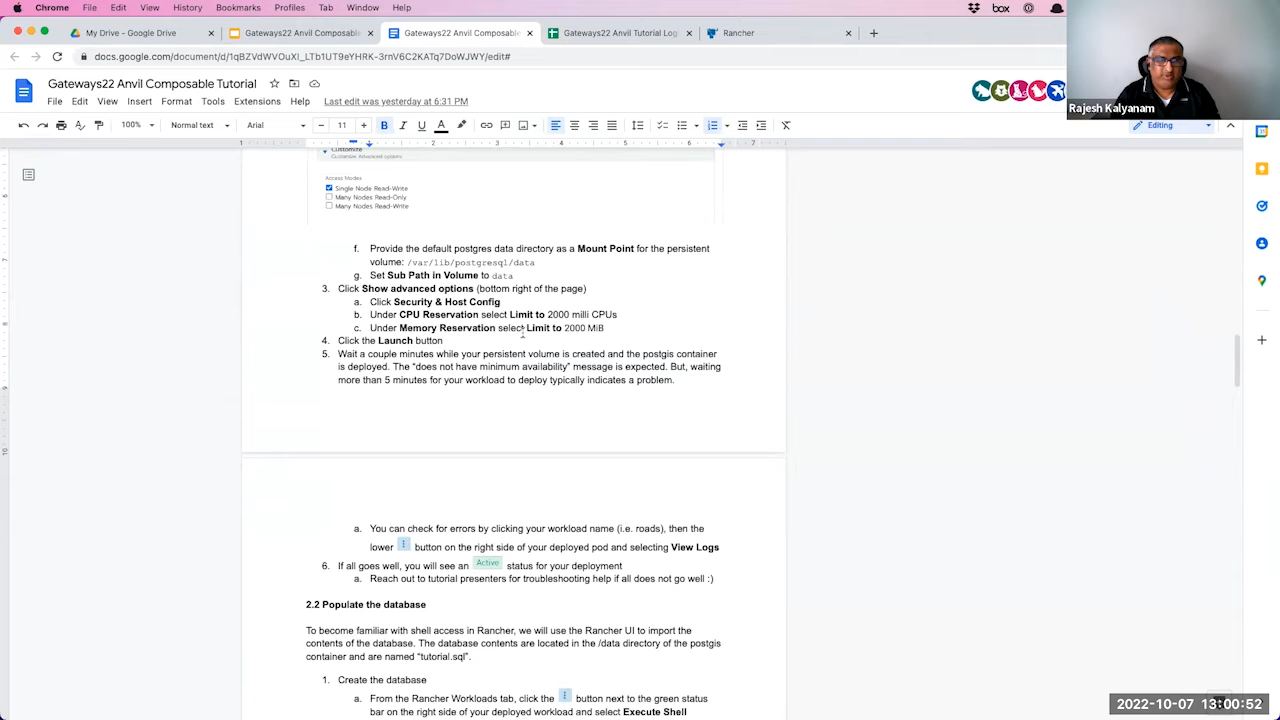 Chrome File Edit View History Bookmarks Profiles Tab Window Help box
My Drive - Google Drive × Gateways22 Anvil Composable × Gateways22 Anvil Composable × Gateways22 Anvil Tutorial Log × Rancher × +
docs.google.com/document/d/1qBZVdWVOuXI_LTb1UT9eYHRK-3rnV6C2KATq7DoWJWY/edit#
Gateways22 Anvil Composable Tutorial
File Edit View Insert Format Tools Extensions Help Last edit was yesterday at 6:31 PM
Rajesh Kalyanam
100% Normal text Arial 11 B I U A Editing
Customize
Customize Advanced options
Access Modes
Single Node Read-Write
Many Nodes Read-Only
Many Nodes Read-Write
f. Provide the default postgres data directory as a Mount Point for the persistent
volume: /var/lib/postgresql/data
g. Set Sub Path in Volume to data
3. Click Show advanced options (bottom right of the page)
a. Click Security & Host Config
b. Under CPU Reservation select Limit to 2000 milli CPUs
c. Under Memory Reservation select Limit to 2000 MiB
4. Click the Launch button
5. Wait a couple minutes while your persistent volume is created and the postgis container
is deployed. The “does not have minimum availability” message is expected. But, waiting
more than 5 minutes for your workload to deploy typically indicates a problem.
a. You can check for errors by clicking your workload name (i.e. roads), then the
lower button on the right side of your deployed pod and selecting View Logs
6. If all goes well, you will see an Active status for your deployment
a. Reach out to tutorial presenters for troubleshooting help if all does not go well :)
2.2 Populate the database
To become familiar with shell access in Rancher, we will use the Rancher UI to import the
contents of the database. The database contents are located in the /data directory of the postgis
container and are named “tutorial.sql”.
1. Create the database
a. From the Rancher Workloads tab, click the button next to the green status
bar on the right side of your deployed workload and select Execute Shell
2022-10-07 13:00:52